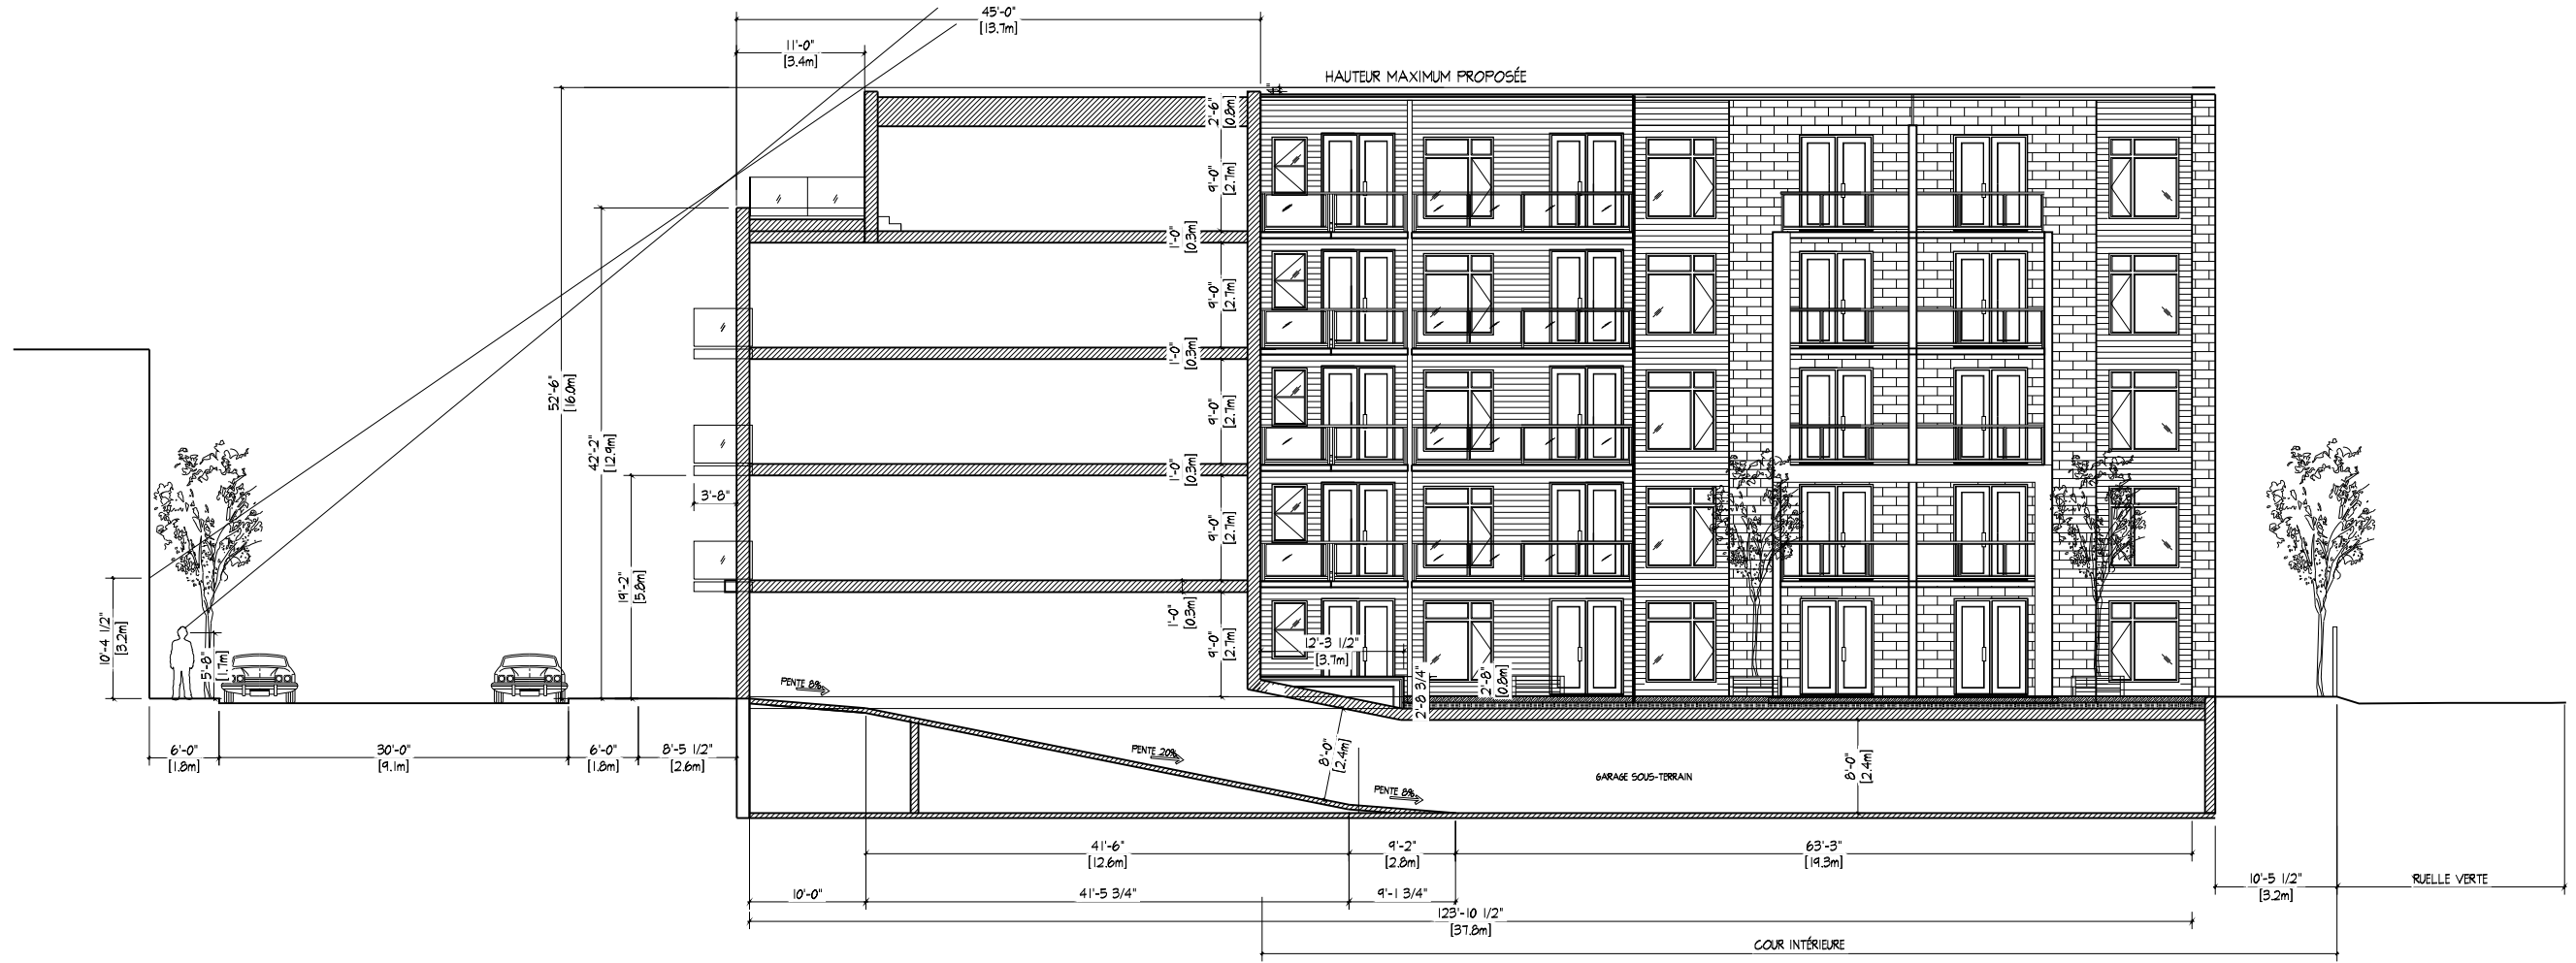 45'-0"
[13.7m]
11'-0"
[3.4m]
HAUTEUR MAXIMUM PROPOSÉE
2'-6"
[0.8m]
9'-0"
[2.7m]
1'-0"
[0.3m]
9'-0"
[2.7m]
1'-0"
[0.3m]
52'-6"
[16.0m]
9'-0"
[2.7m]
42'-2"
[12.9m]
1'-0"
[0.3m]
3'-8"
9'-0"
[2.7m]
19'-2"
[5.8m]
1'-0"
[0.3m]
10'-4 1/2"
[3.2m]
9'-0"
[2.7m]
12'-3 1/2"
[3.7m]
5'-8"
[1.7m]
PENTE 8%
2'-8 3/4"
2'-8"
[0.8m]
6'-0"
[1.8m]
30'-0"
[9.1m]
6'-0"
[1.8m]
8'-5 1/2"
[2.6m]
PENTE 20%
8'-0"
[2.4m]
GARAGE SOUS-TERRAIN
8'-0"
[2.4m]
PENTE 8%
41'-6"
[12.6m]
9'-2"
[2.8m]
63'-3"
[19.3m]
10'-5 1/2"
[3.2m]
RUELLE VERTE
10'-0"
41'-5 3/4"
9'-1 3/4"
123'-10 1/2"
[37.8m]
COUR INTÉRIEURE